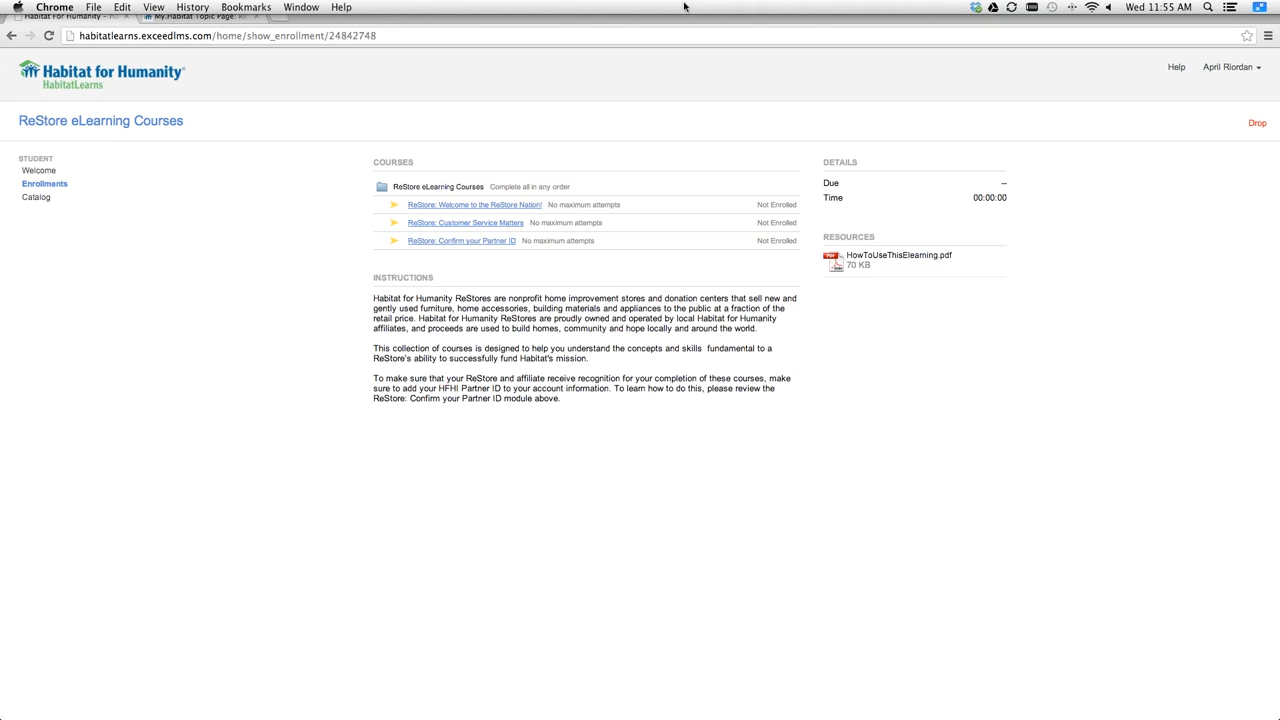 Chrome File Edit View History Bookmarks Window Help Wed 11:55 AM
Habitat For Humanity – H × My.Habitat Topic Page: Re ×
habitatlearns.exceedlms.com/home/show_enrollment/24842748
Habitat for Humanity®
HabitatLearns
Help April Riordan
ReStore eLearning Courses
Drop
STUDENT
Welcome
Enrollments
Catalog
COURSES
ReStore eLearning Courses Complete all in any order
ReStore: Welcome to the ReStore Nation! No maximum attempts Not Enrolled
ReStore: Customer Service Matters No maximum attempts Not Enrolled
ReStore: Confirm your Partner ID No maximum attempts Not Enrolled
INSTRUCTIONS
Habitat for Humanity ReStores are nonprofit home improvement stores and donation centers that sell new and
gently used furniture, home accessories, building materials and appliances to the public at a fraction of the
retail price. Habitat for Humanity ReStores are proudly owned and operated by local Habitat for Humanity
affiliates, and proceeds are used to build homes, community and hope locally and around the world.
This collection of courses is designed to help you understand the concepts and skills fundamental to a
ReStore's ability to successfully fund Habitat's mission.
To make sure that your ReStore and affiliate receive recognition for your completion of these courses, make
sure to add your HFHI Partner ID to your account information. To learn how to do this, please review the
ReStore: Confirm your Partner ID module above.
DETAILS
Due --
Time 00:00:00
RESOURCES
PDF
HowToUseThisElearning.pdf
70 KB